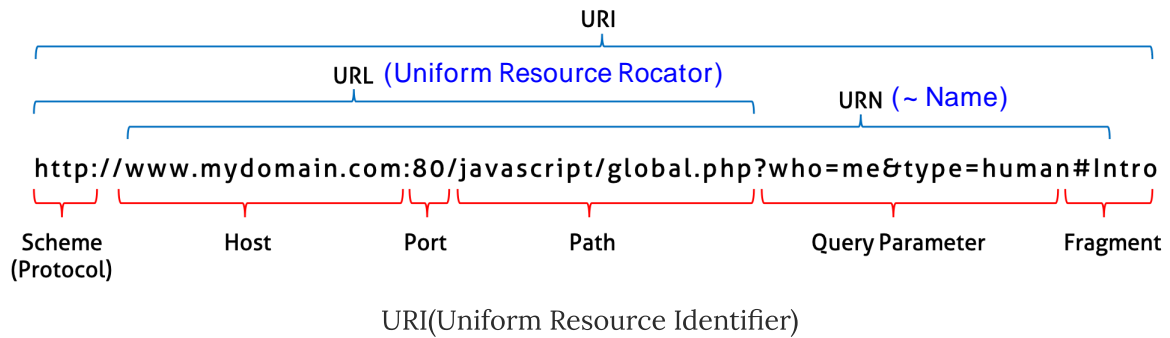 URI
URL (Uniform Resource Rocator)
URN (~ Name)
http://www.mydomain.com:80/javascript/global.php?who=me&type=human#Intro
Scheme Host Port Path Query Parameter Fragment
(Protocol)
URI(Uniform Resource Identifier)